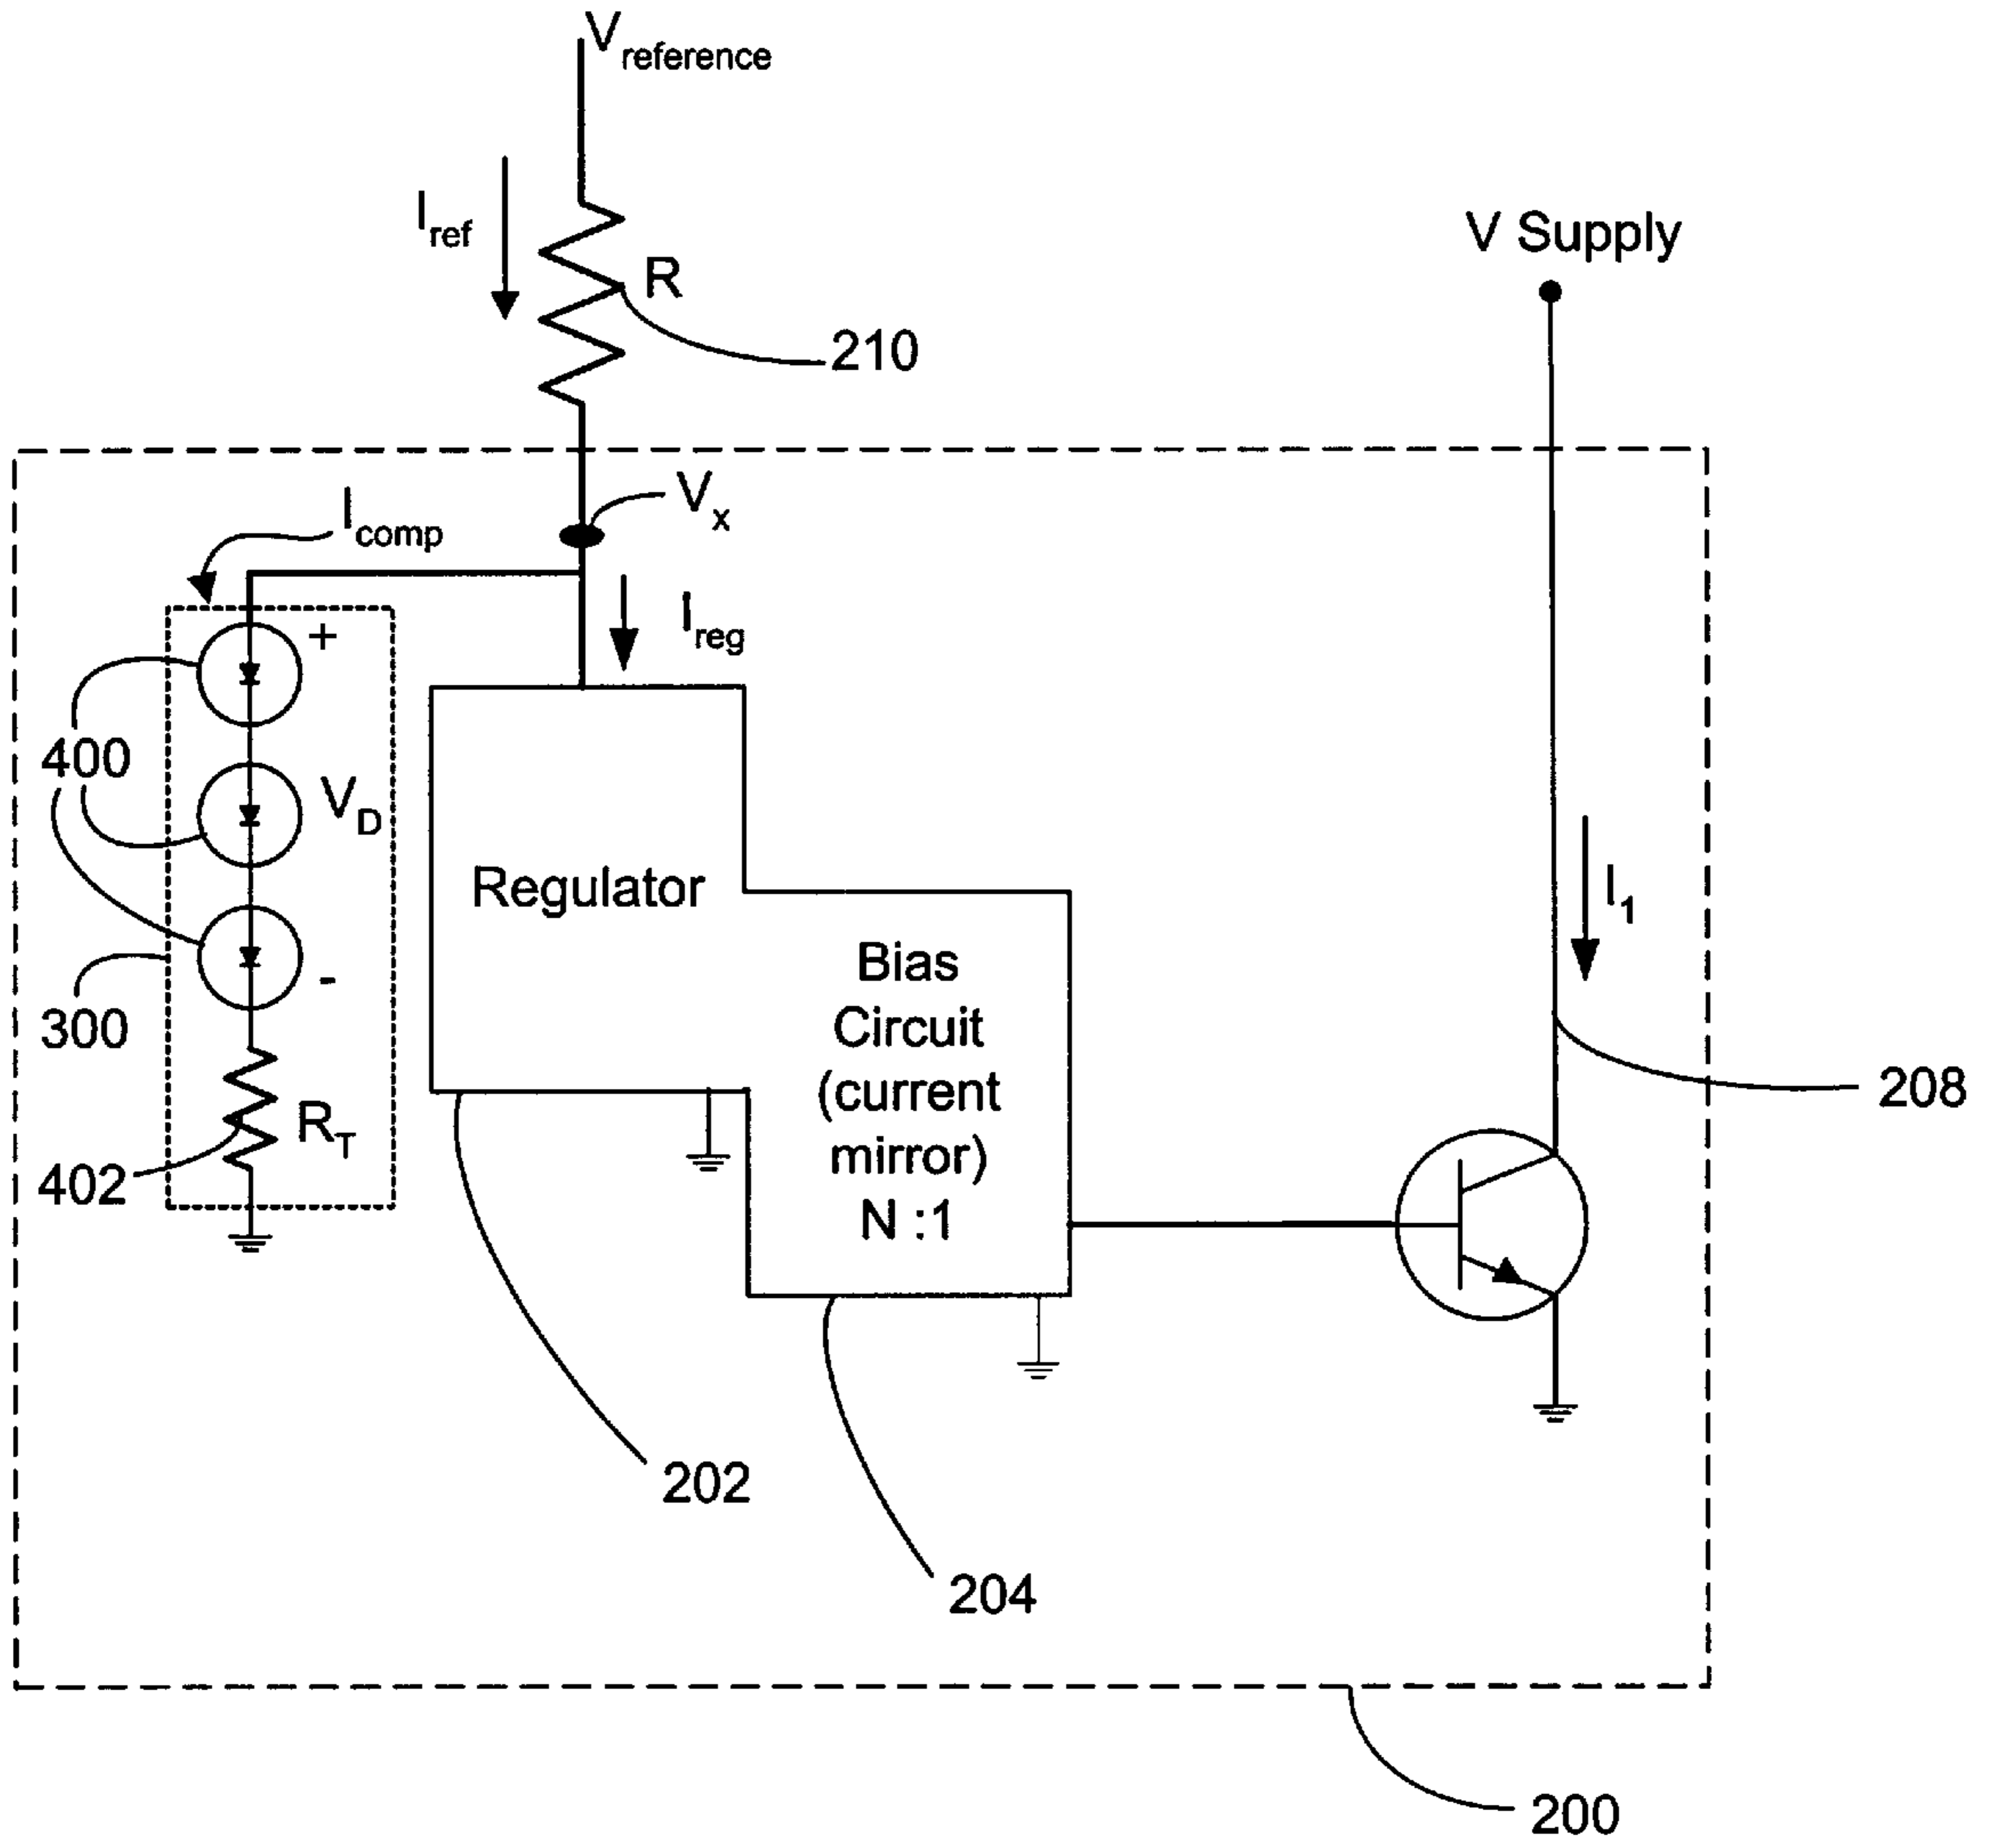 Vreference
Iref
R
V Supply
210
Vx
Icomp
Ireg
+
400
VD
Regulator
I1
-
Bias
Circuit
(current
mirror)
N :1
300
208
RT
402
202
204
200